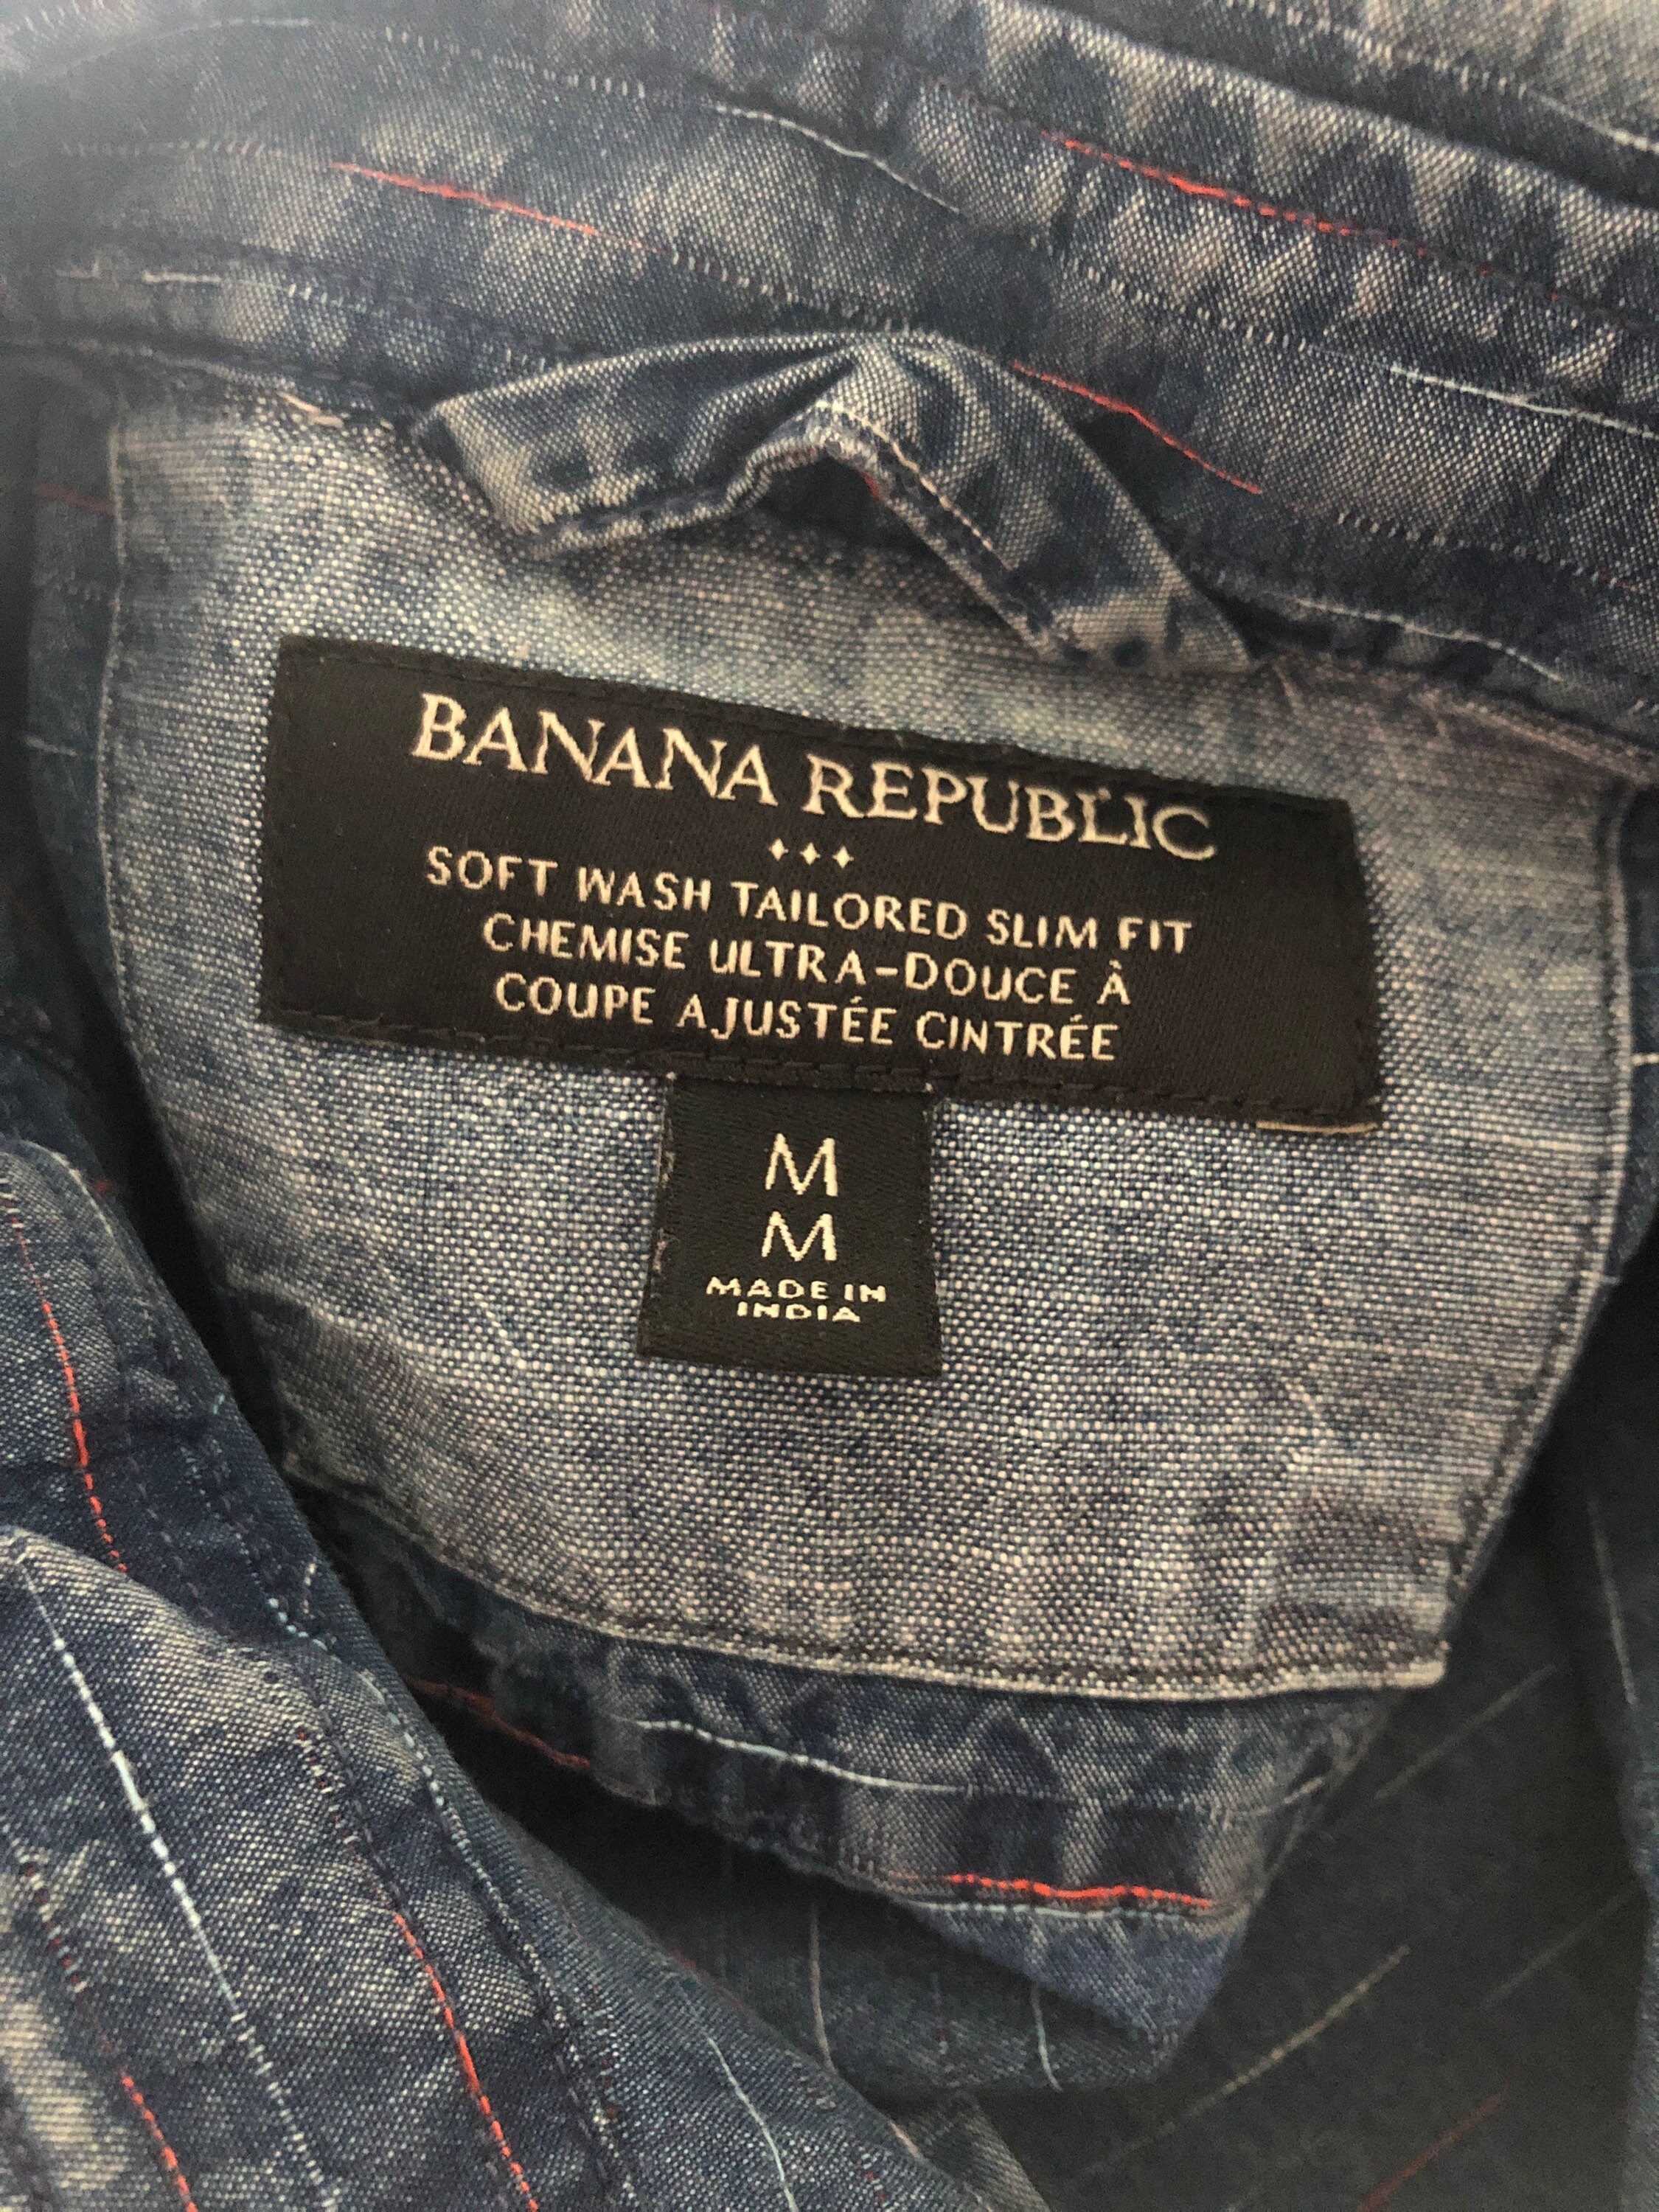 BANANA REPUBLIC
SOFT WASH TAILORED SLIM FIT
CHEMISE ULTRA-DOUCE À
COUPE AJUSTÉE CINTRÉE
M
M
MADE IN
INDIA